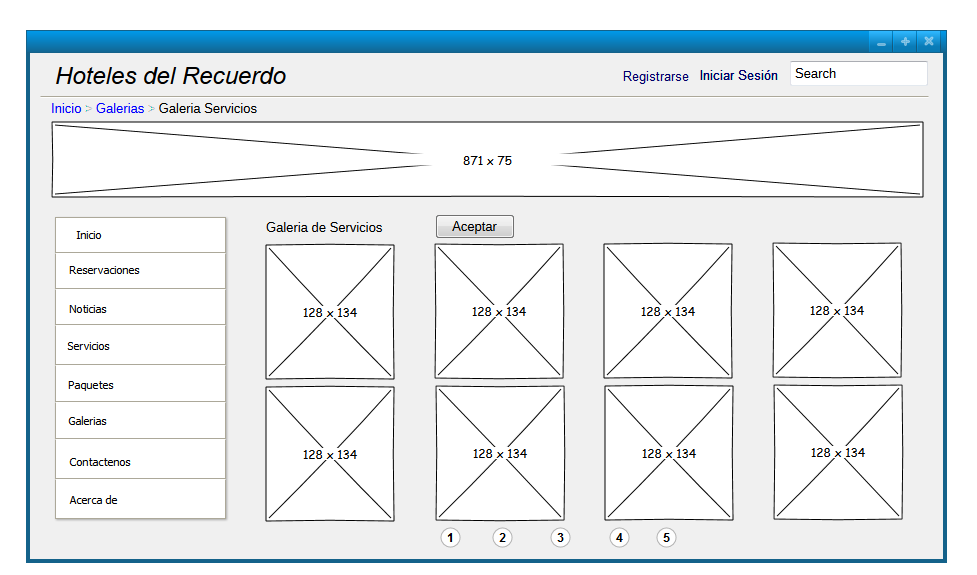 Hoteles del Recuerdo
Registrarse Iniciar Sesión Search
Inicio > Galerias > Galeria Servicios
871 x 75
Inicio
Reservaciones
Noticias
Servicios
Paquetes
Galerias
Contactenos
Acerca de
Galeria de Servicios Aceptar
128 x 134 128 x 134 128 x 134 128 x 134
128 x 134 128 x 134 128 x 134 128 x 134
1 2 3 4 5